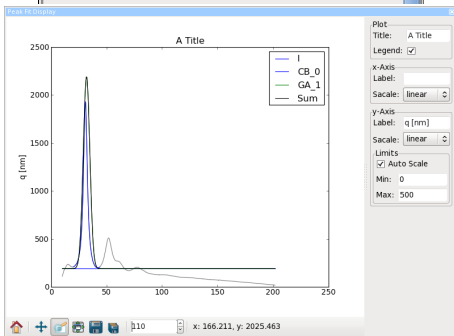 Peak Fit Display
A Title
2500
2000
1500
1000
500
0
q [nm]
0 50 100 150 200 250
I
CB_0
GA_1
Sum
Plot
Title: A Title
Legend:
x-Axis
Label:
Sacale: linear
y-Axis
Label: q [nm]
Sacale: linear
Limits
Auto Scale
Min: 0
Max: 500
110
x: 166.211, y: 2025.463